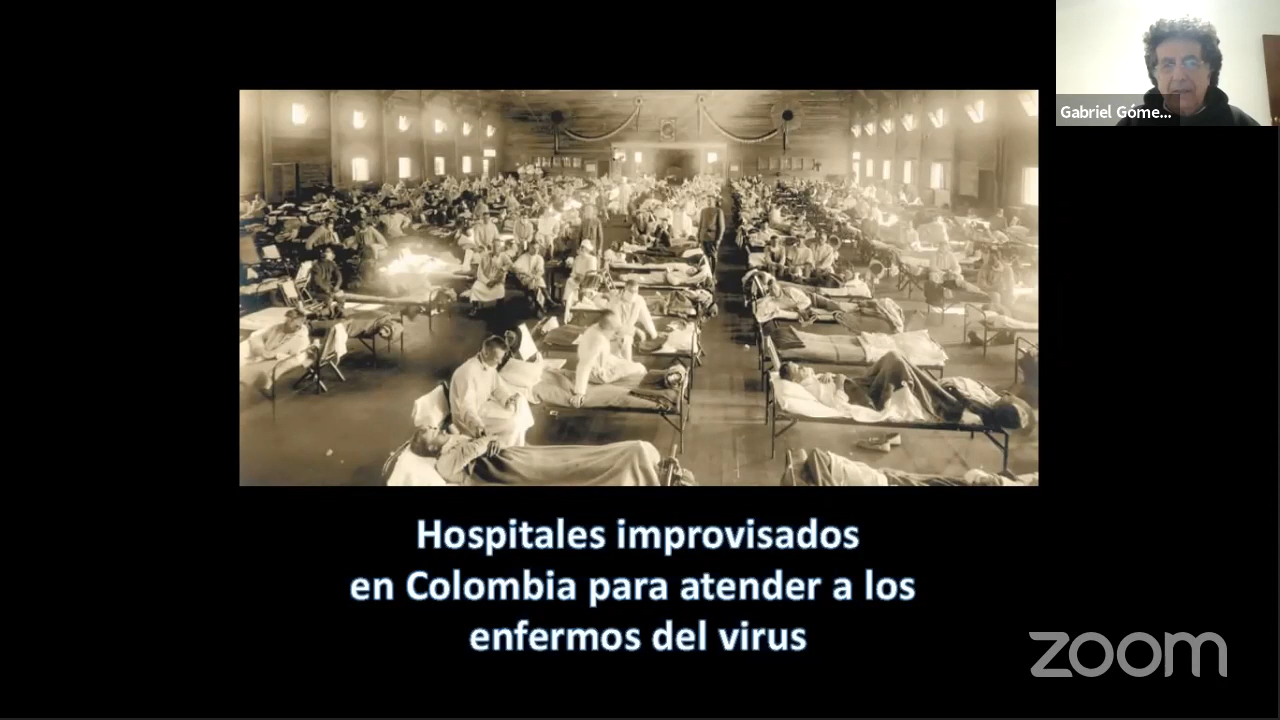 Gabriel Góme...
Hospitales improvisados
en Colombia para atender a los
enfermos del virus
zoom